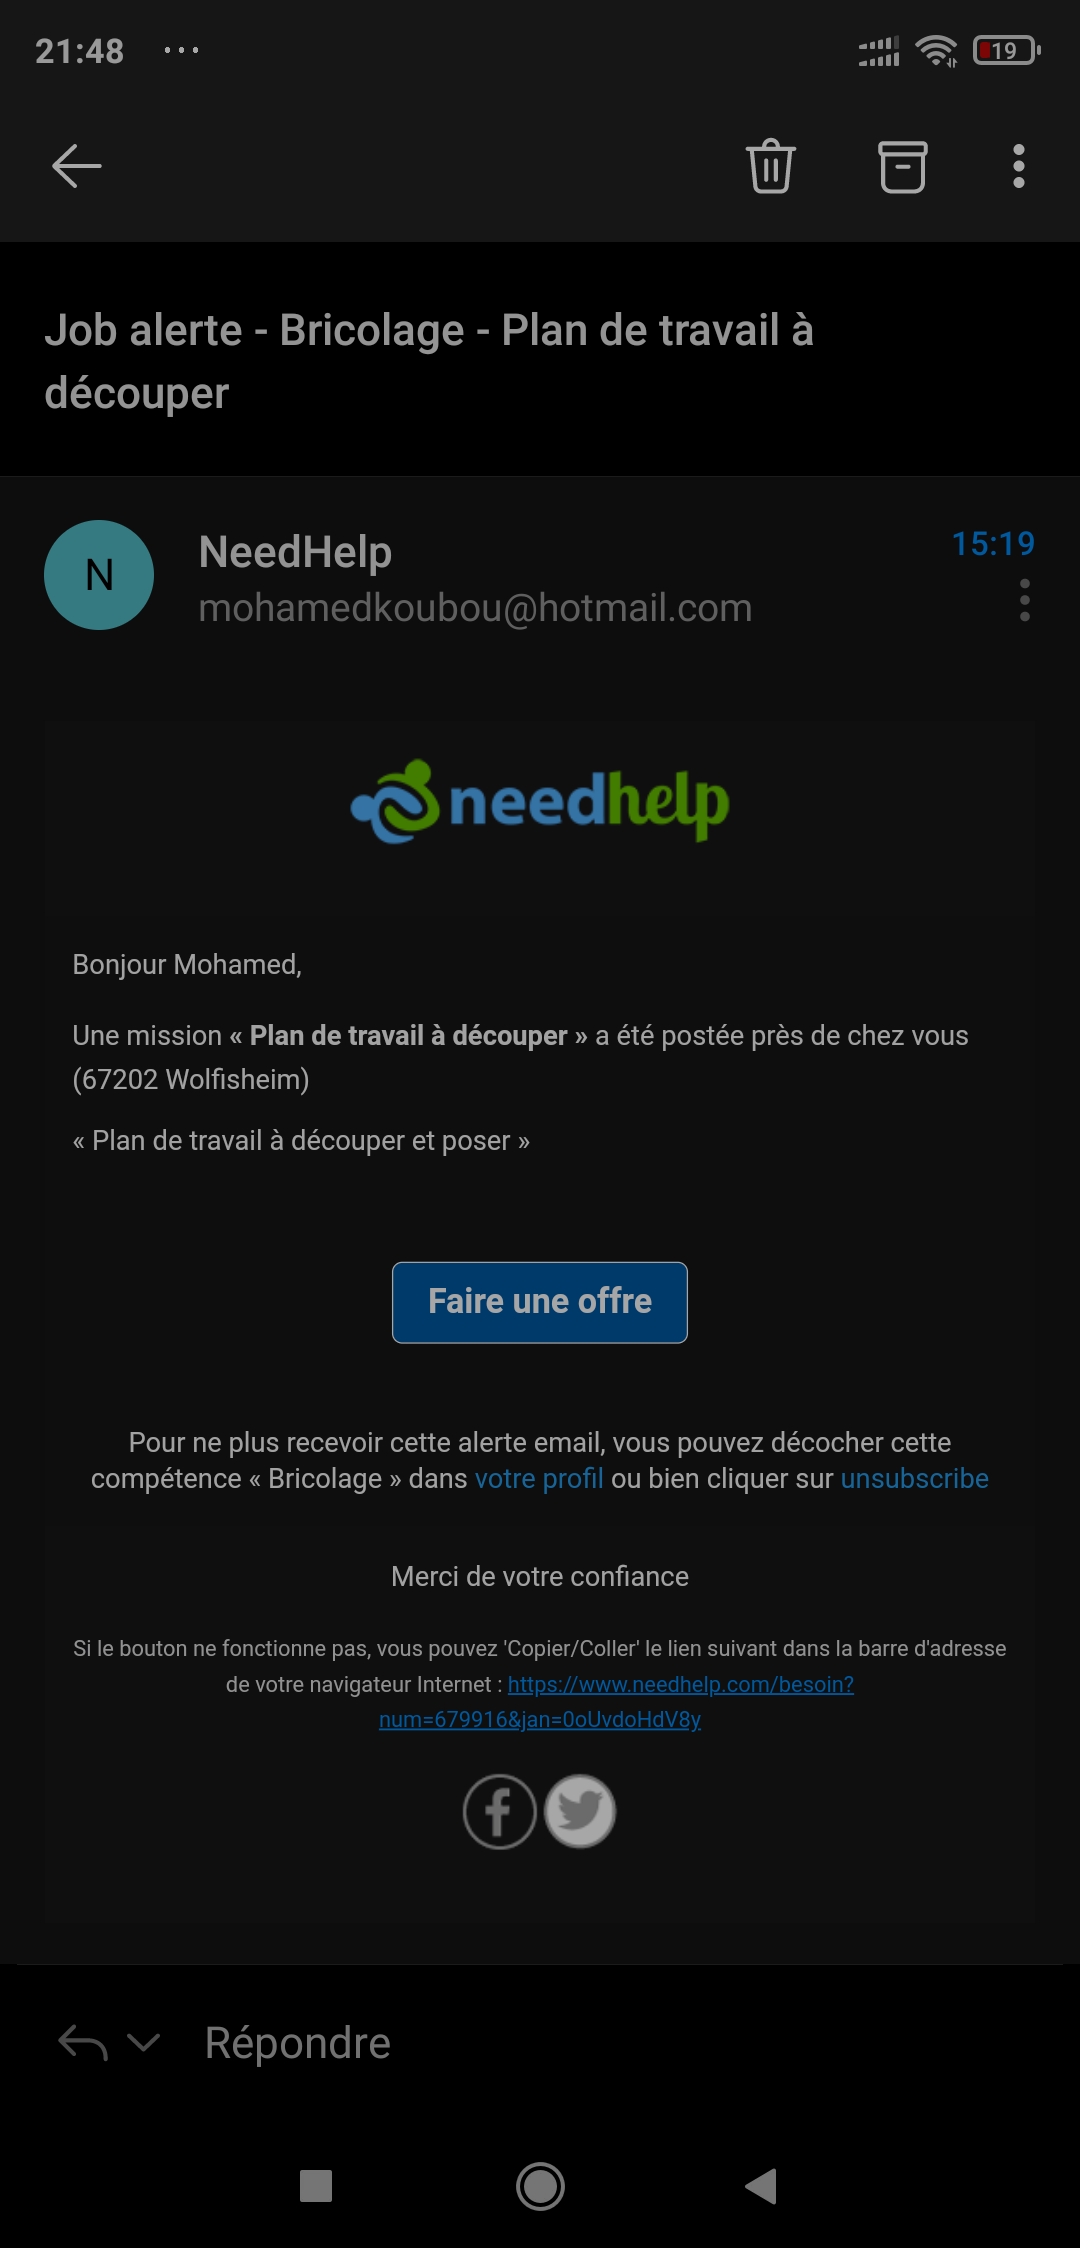 21:48 ...
19
Job alerte - Bricolage - Plan de travail à
découper
N
NeedHelp
15:19
mohamedkoubou@hotmail.com
needhelp
Bonjour Mohamed,
Une mission « Plan de travail à découper » a été postée près de chez vous
(67202 Wolfisheim)
« Plan de travail à découper et poser »
Faire une offre
Pour ne plus recevoir cette alerte email, vous pouvez décocher cette
compétence « Bricolage » dans votre profil ou bien cliquer sur unsubscribe
Merci de votre confiance
Si le bouton ne fonctionne pas, vous pouvez 'Copier/Coller' le lien suivant dans la barre d'adresse
de votre navigateur Internet : https://www.needhelp.com/besoin?
num=679916&jan=0oUvdoHdV8y
Répondre